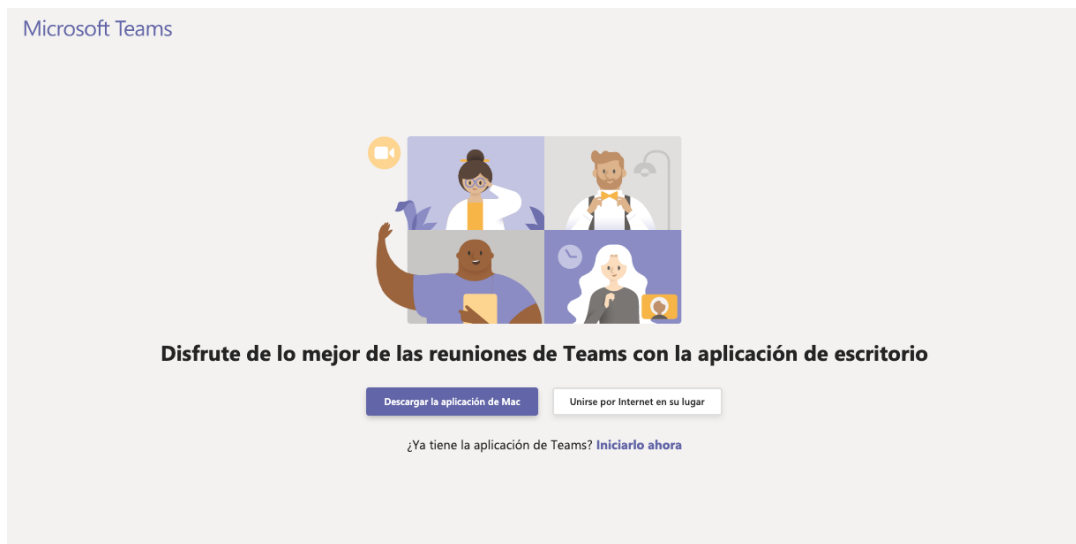 Microsoft Teams
Disfrute de lo mejor de las reuniones de Teams con la aplicación de escritorio
Descargar la aplicación de Mac
Unirse por Internet en su lugar
¿Ya tiene la aplicación de Teams? Iniciarlo ahora